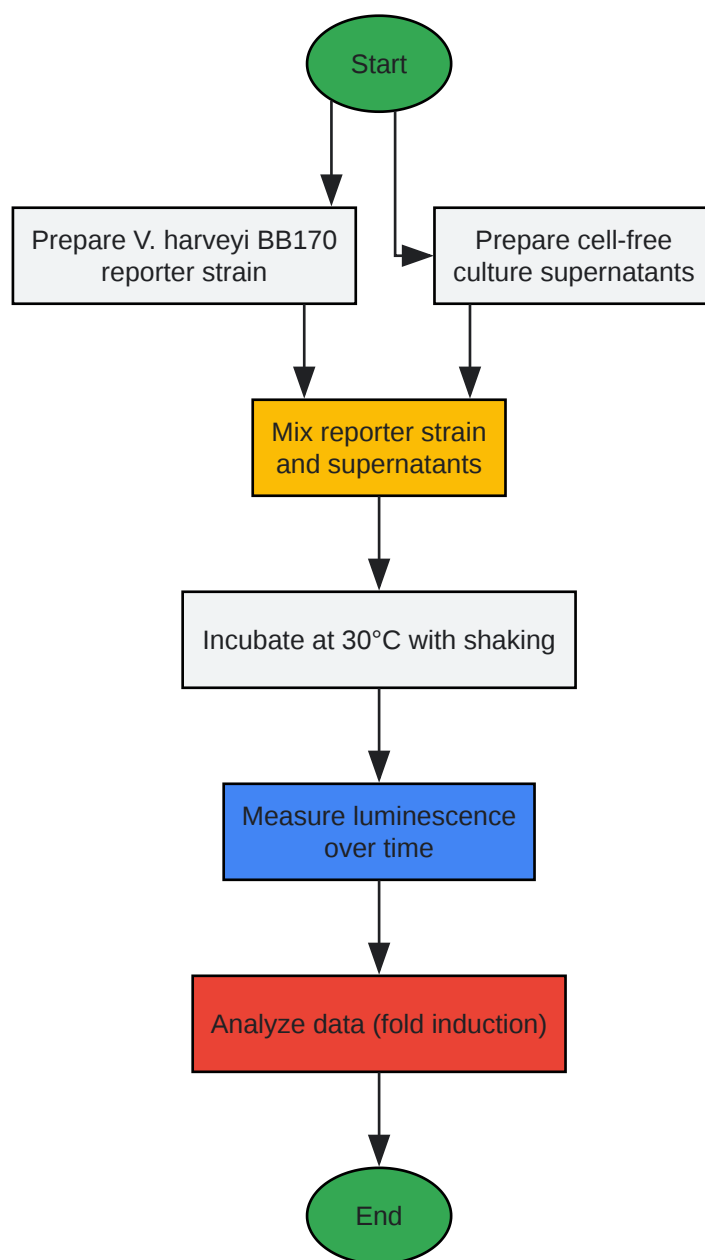 Start
Prepare V. harveyi BB170
reporter strain
Prepare cell-free
culture supernatants
Mix reporter strain
and supernatants
Incubate at 30°C with shaking
Measure luminescence
over time
Analyze data (fold induction)
End